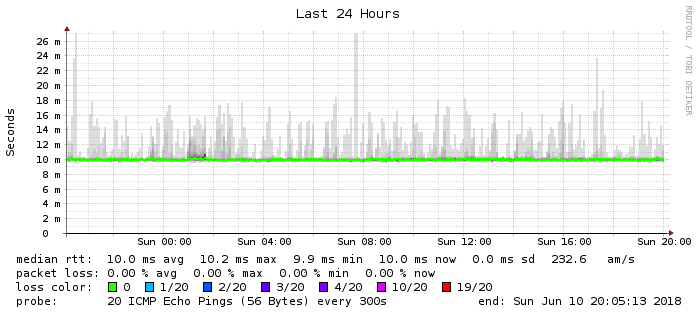 Last 24 Hours
RRDTOOL / TOBI OETIKER
Seconds
26 m
24 m
22 m
20 m
18 m
16 m
14 m
12 m
10 m
8 m
6 m
4 m
2 m
0
Sun 00:00 Sun 04:00 Sun 08:00 Sun 12:00 Sun 16:00 Sun 20:00
median rtt: 10.0 ms avg 10.2 ms max 9.9 ms min 10.0 ms now 0.0 ms sd 232.6 am/s
packet loss: 0.00 % avg 0.00 % max 0.00 % min 0.00 % now
loss color: 0 1/20 2/20 3/20 4/20 10/20 19/20
probe: 20 ICMP Echo Pings (56 Bytes) every 300s end: Sun Jun 10 20:05:13 2018